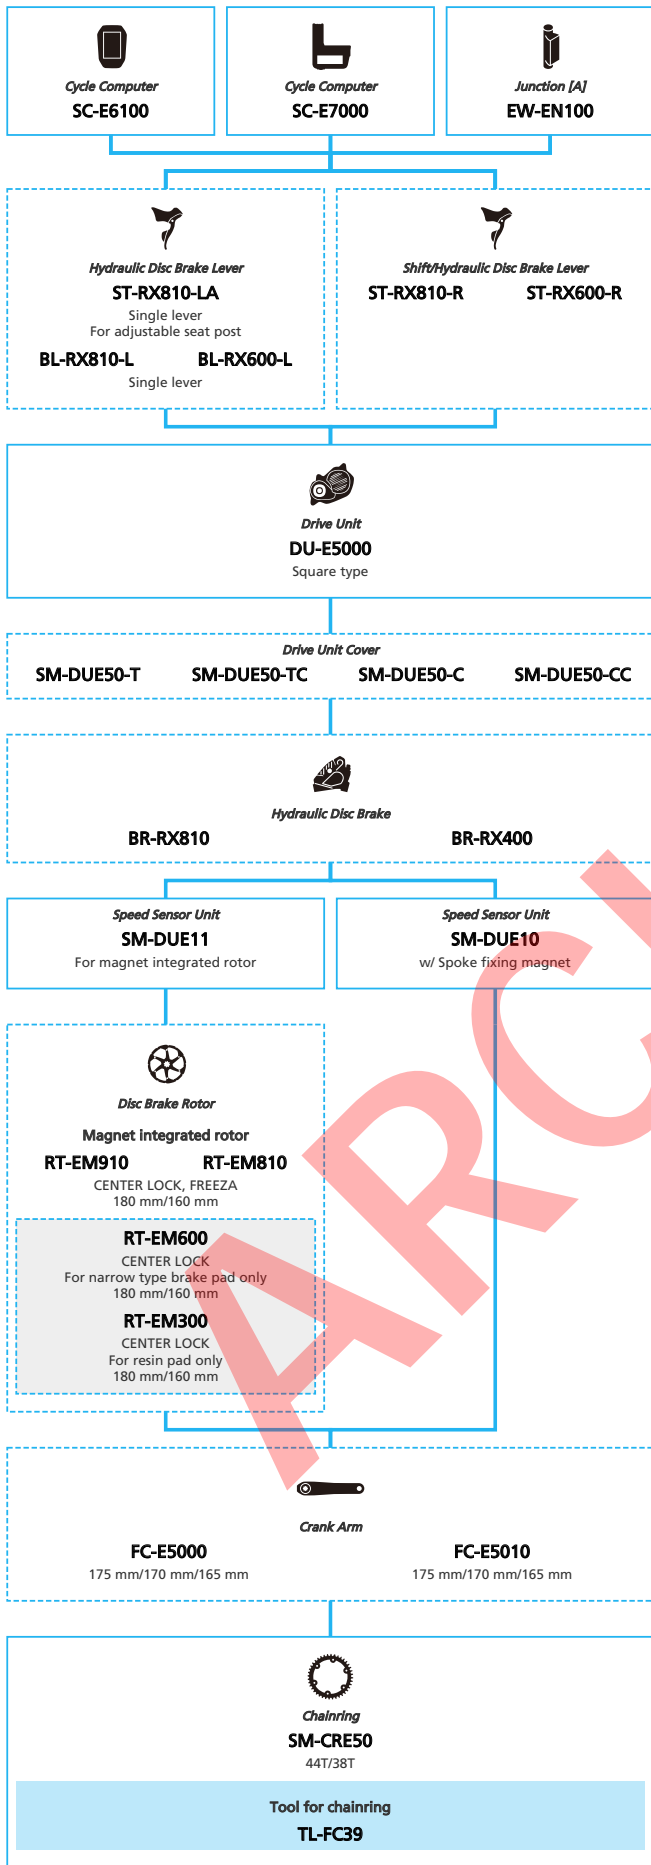 Cycle Computer
SC-E6100
Cycle Computer
SC-E7000
Junction [A]
EW-EN100
Hydraulic Disc Brake Lever
ST-RX810-LA
Single lever
For adjustable seat post
BL-RX810-L BL-RX600-L
Single lever
Shift/Hydraulic Disc Brake Lever
ST-RX810-R ST-RX600-R
Drive Unit
DU-E5000
Square type
Drive Unit Cover
SM-DUE50-T SM-DUE50-TC SM-DUE50-C SM-DUE50-CC
Hydraulic Disc Brake
BR-RX810 BR-RX400
Speed Sensor Unit
SM-DUE11
For magnet integrated rotor
Speed Sensor Unit
SM-DUE10
w/ Spoke fixing magnet
Disc Brake Rotor
Magnet integrated rotor
RT-EM910 RT-EM810
CENTER LOCK, FREEZA
180 mm/160 mm
RT-EM600
CENTER LOCK
For narrow type brake pad only
180 mm/160 mm
RT-EM300
CENTER LOCK
For resin pad only
180 mm/160 mm
Crank Arm
FC-E5000 FC-E5010
175 mm/170 mm/165 mm 175 mm/170 mm/165 mm
Chainring
SM-CRE50
44T/38T
Tool for chainring
TL-FC39
ARC